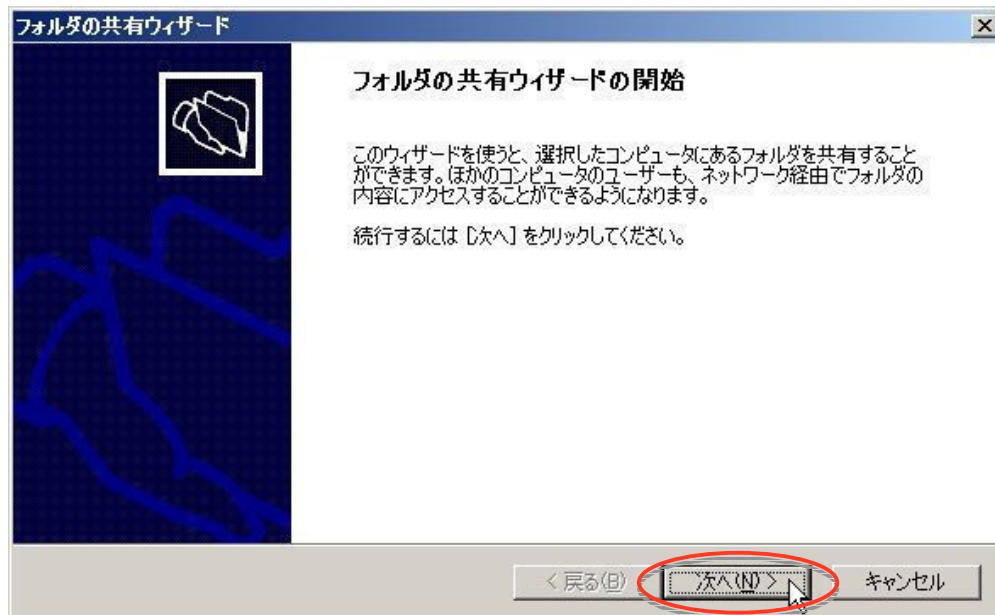 フォルダの共有ウィザード
フォルダの共有ウィザードの開始
このウィザードを使うと、選択したコンピュータにあるフォルダを共有すること
ができます。ほかのコンピュータのユーザーも、ネットワーク経由でフォルダの
内容にアクセスすることができるようになります。
続行するには [次へ] をクリックしてください。
< 戻る(B) 次へ(N) > キャンセル